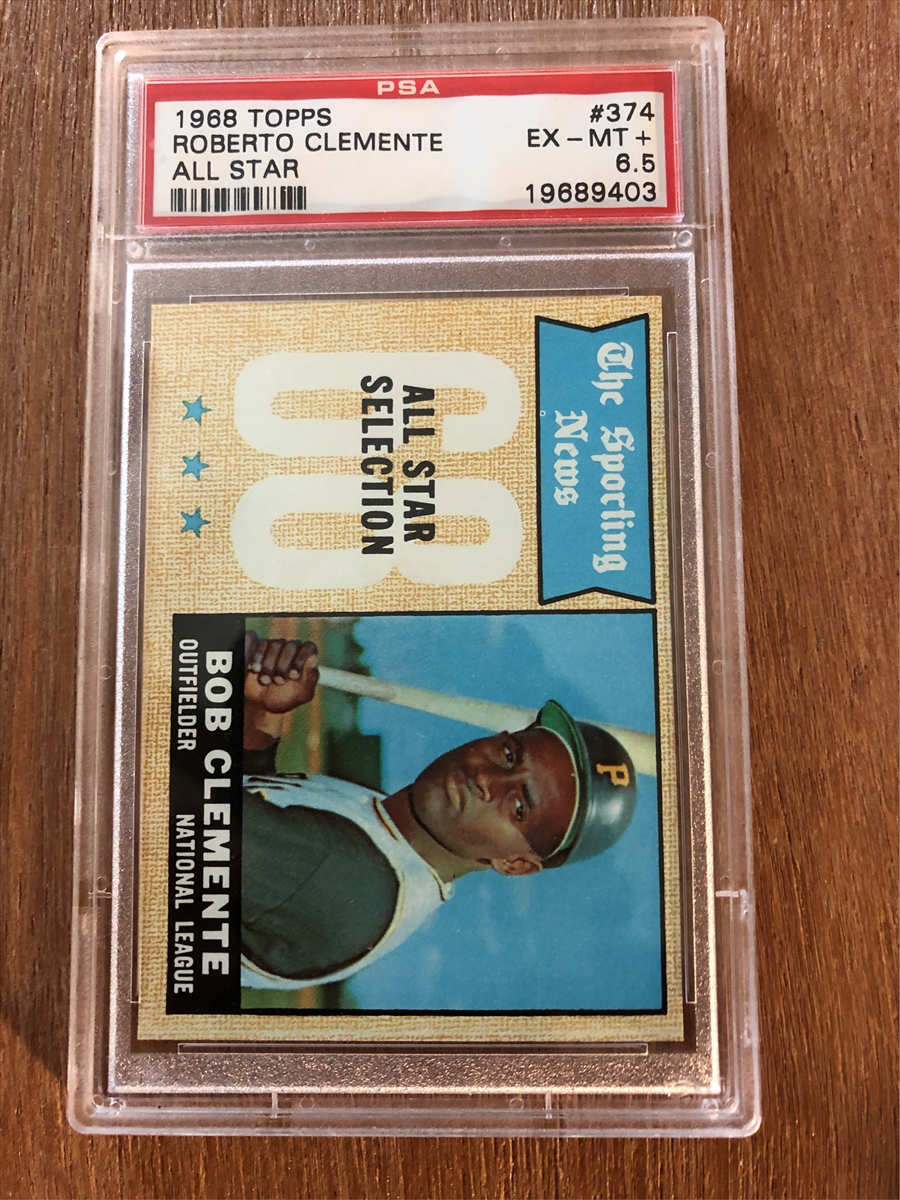 PSA
1968 TOPPS #374
ROBERTO CLEMENTE EX - MT +
ALL STAR 6.5
19689403
The Sporting
News
68
ALL STAR
SELECTION
P
BOB CLEMENTE
OUTFIELDER NATIONAL LEAGUE